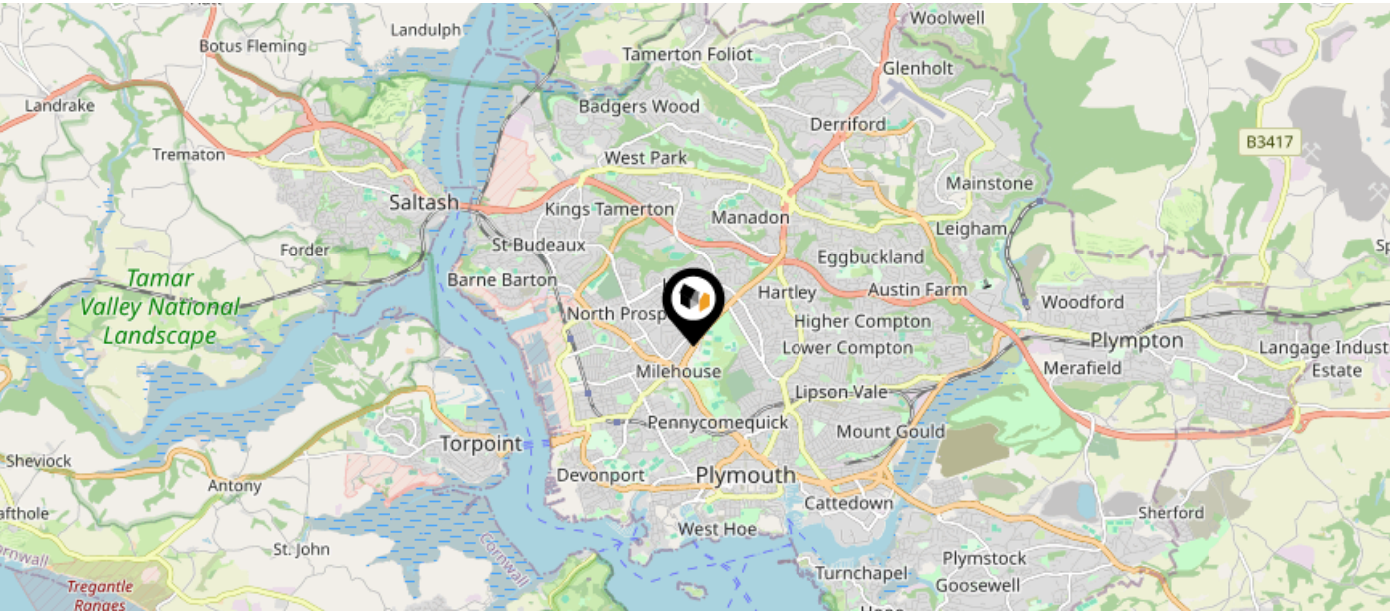 Landulph
Woolwell
Botus Fleming
Tamerton Foliot
Glenholt
Landrake
Badgers Wood
Derriford
B3417
Trematon
West Park
Mainstone
Saltash
Kings Tamerton
Manadon
Leigham
Forder
St Budeaux
Eggbuckland
Tamar
Valley National
Landscape
Barne Barton
Hartley
Austin Farm
Woodford
North Prosp
Higher Compton
Plympton
Lower Compton
Langage Indust
Estate
Milehouse
Merafield
Lipson-Vale
Pennycomequick
Mount Gould
Torpoint
Sheviock
Devonport
Plymouth
Antony
Cattedown
afthole
Sherford
West Hoe
St. John
Cornwall
ornwall
Plymstock
Turnchapel
Goosewell
Tregantle
Ranges